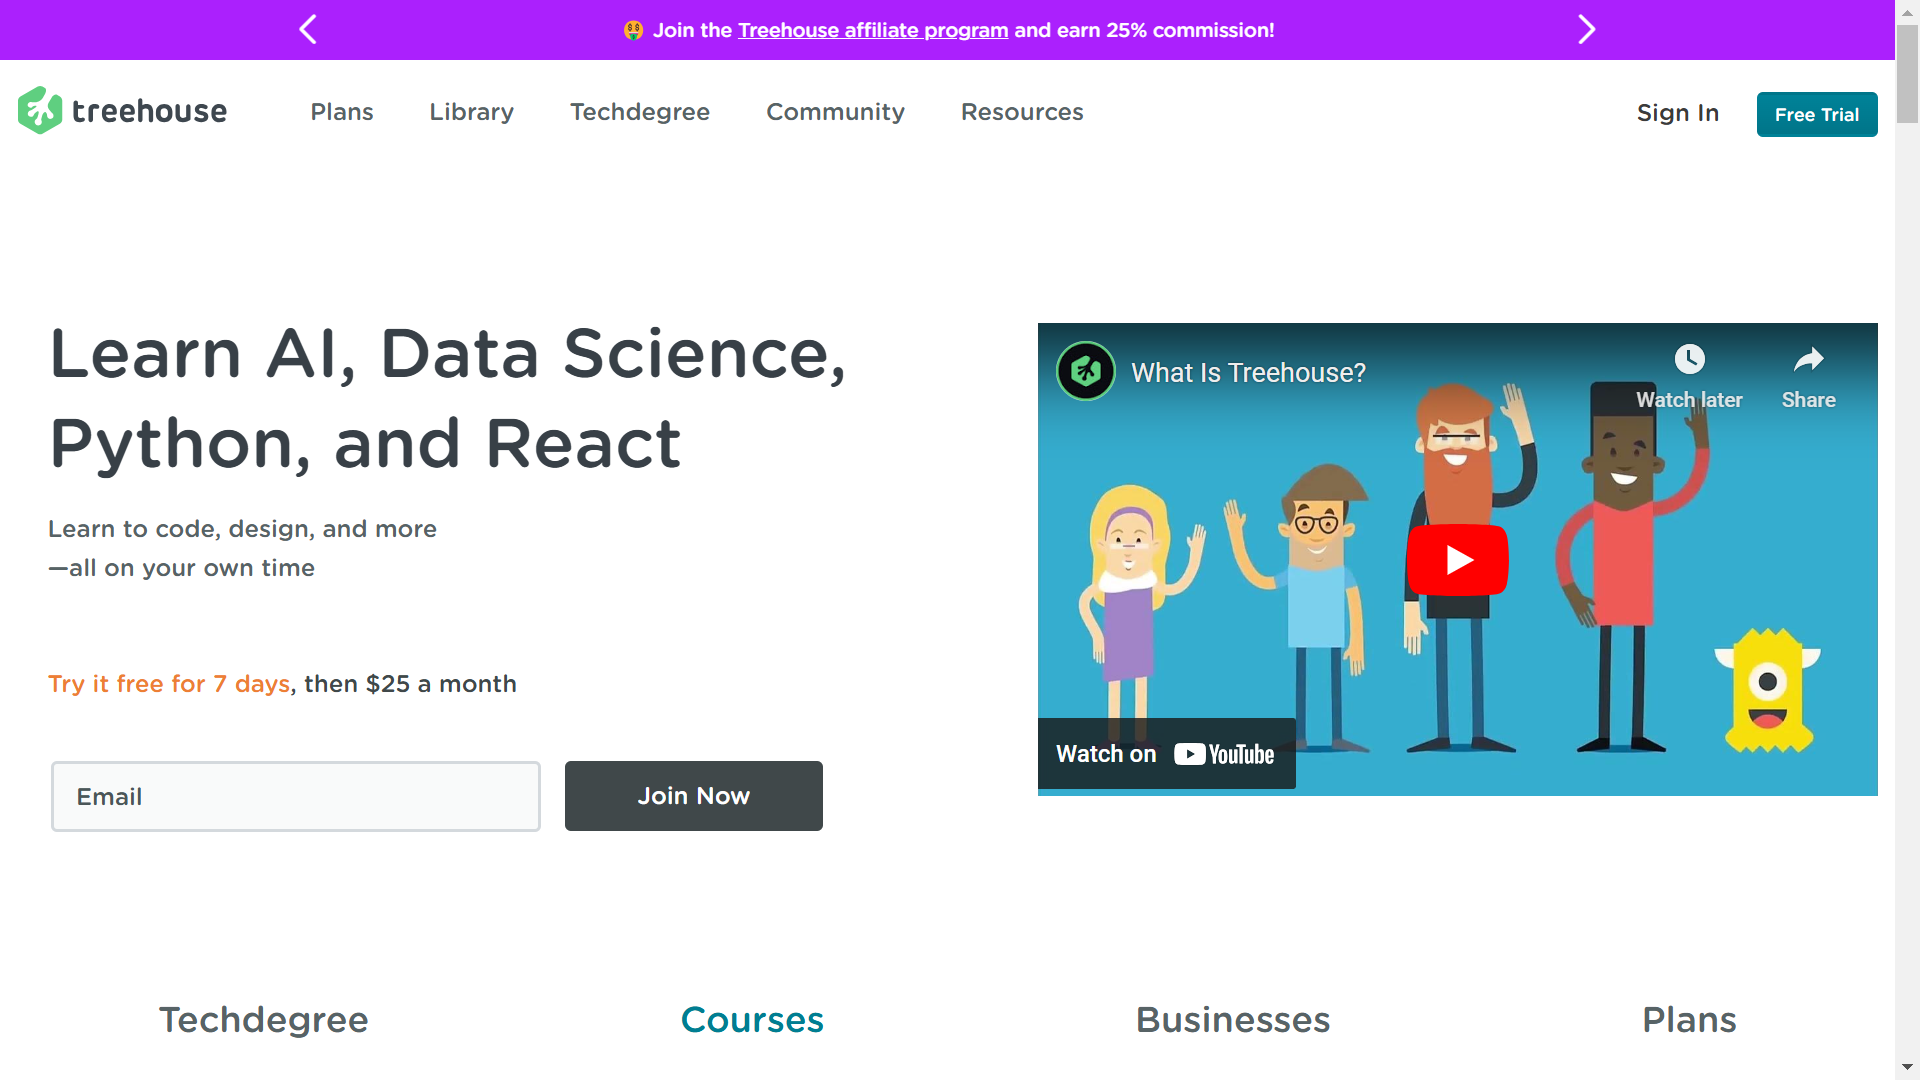 Join the Treehouse affiliate program and earn 25% commission!
treehouse
Plans
Library
Techdegree
Community
Resources
Sign In
Free Trial
Learn AI, Data Science,
Python, and React
Learn to code, design, and more
—all on your own time
Try it free for 7 days, then $25 a month
Email
Join Now
What Is Treehouse?
Watch later
Share
Watch on YouTube
Techdegree
Courses
Businesses
Plans